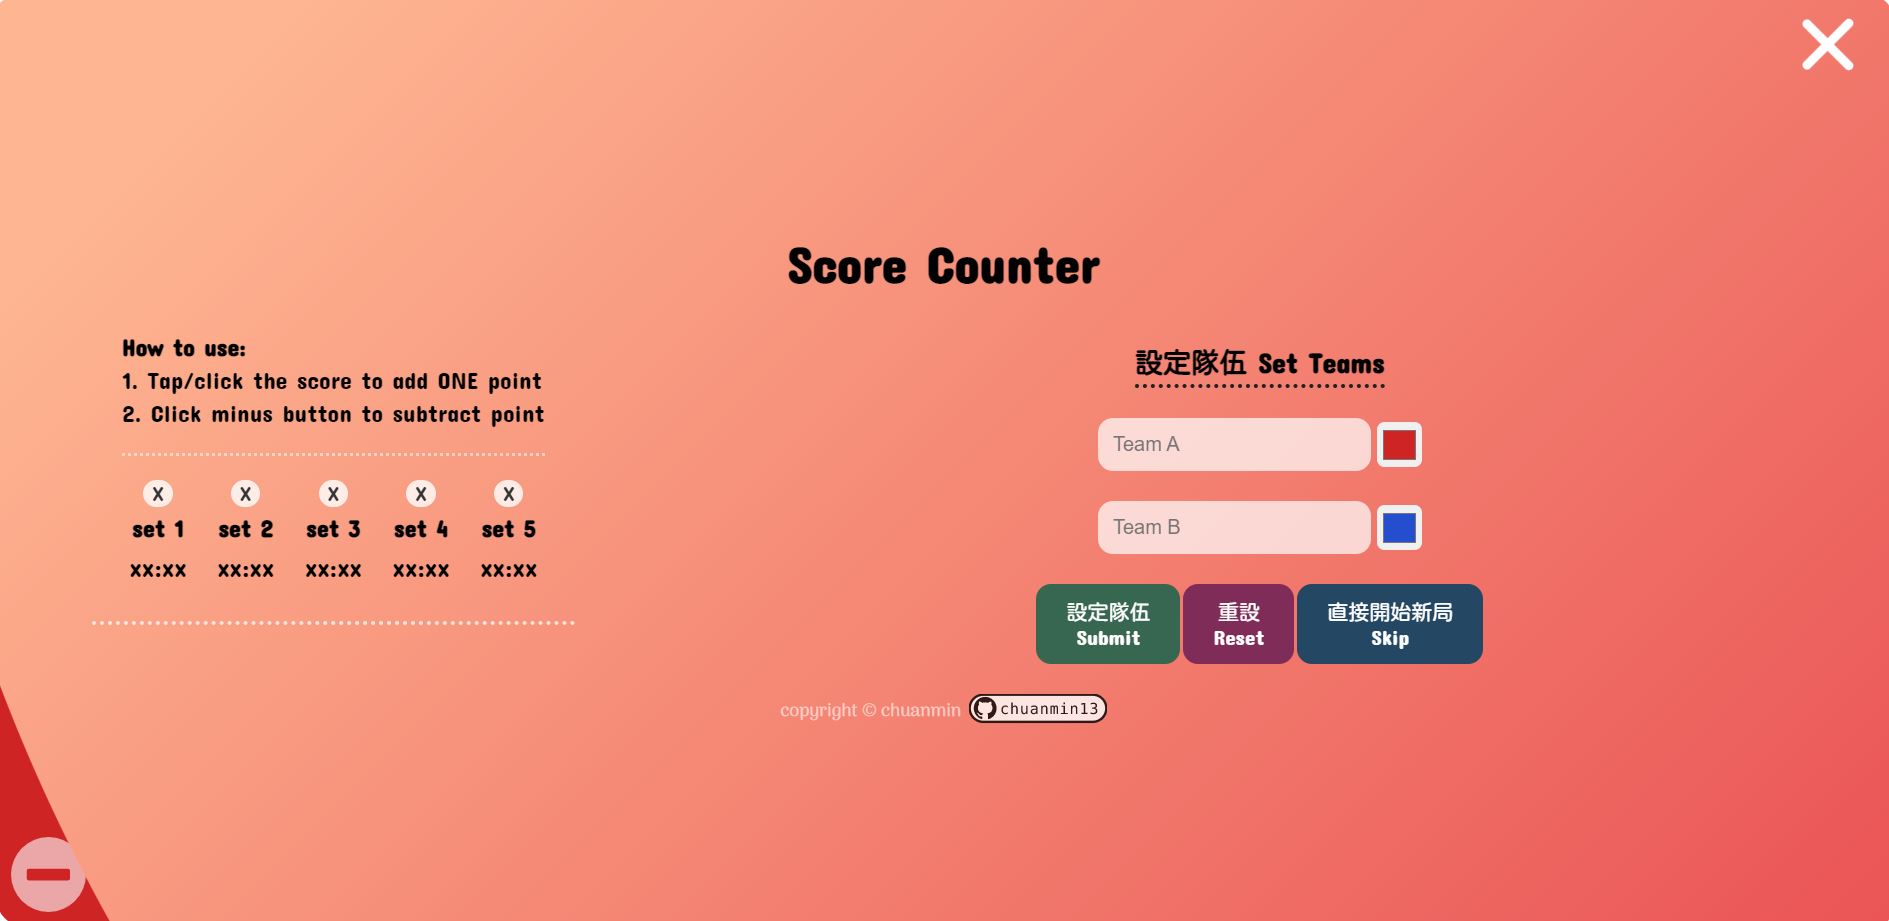 Score Counter
How to use:
1. Tap/click the score to add ONE point
2. Click minus button to subtract point
X X X X X
set 1 set 2 set 3 set 4 set 5
xx:xx xx:xx xx:xx xx:xx xx:xx
設定隊伍 Set Teams
Team A
Team B
設定隊伍 重設 直接開始新局
Submit Reset Skip
copyright © chuanmin chuanmin13